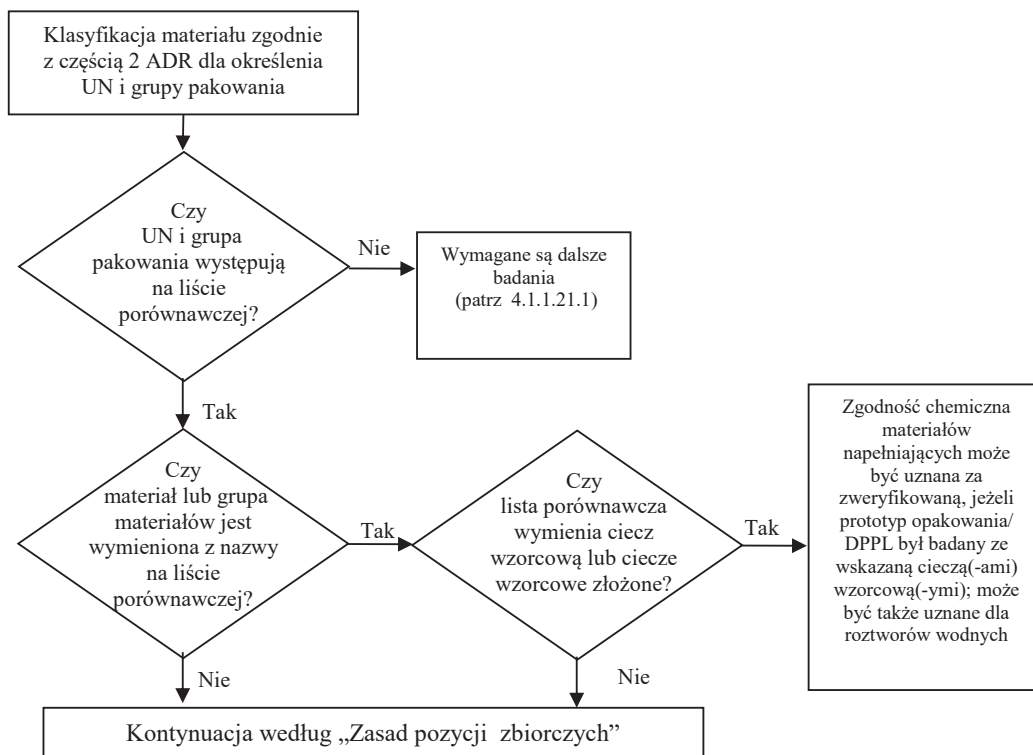 Klasyfikacja materiału zgodnie
z częścią 2 ADR dla określenia
UN i grupy pakowania
Czy
UN i grupa
pakowania występują
na liście
porównawczej?
Nie
Wymagane są dalsze
badania
(patrz 4.1.1.21.1)
Tak
Czy
materiał lub grupa
materiałów jest
wymieniona z nazwy
na liście
porównawczej?
Tak
Czy
lista porównawcza
wymienia ciecz
wzorcową lub ciecze
wzorcowe złożone?
Tak
Zgodność chemiczna
materiałów
napełniających może
być uznana za
zweryfikowaną, jeżeli
prototyp opakowania/
DPPL był badany ze
wskazaną cieczą(-ami)
wzorcową(-ymi); może
być także uznane dla
roztworów wodnych
Nie
Nie
Kontynuacja według „Zasad pozycji zbiorczych”